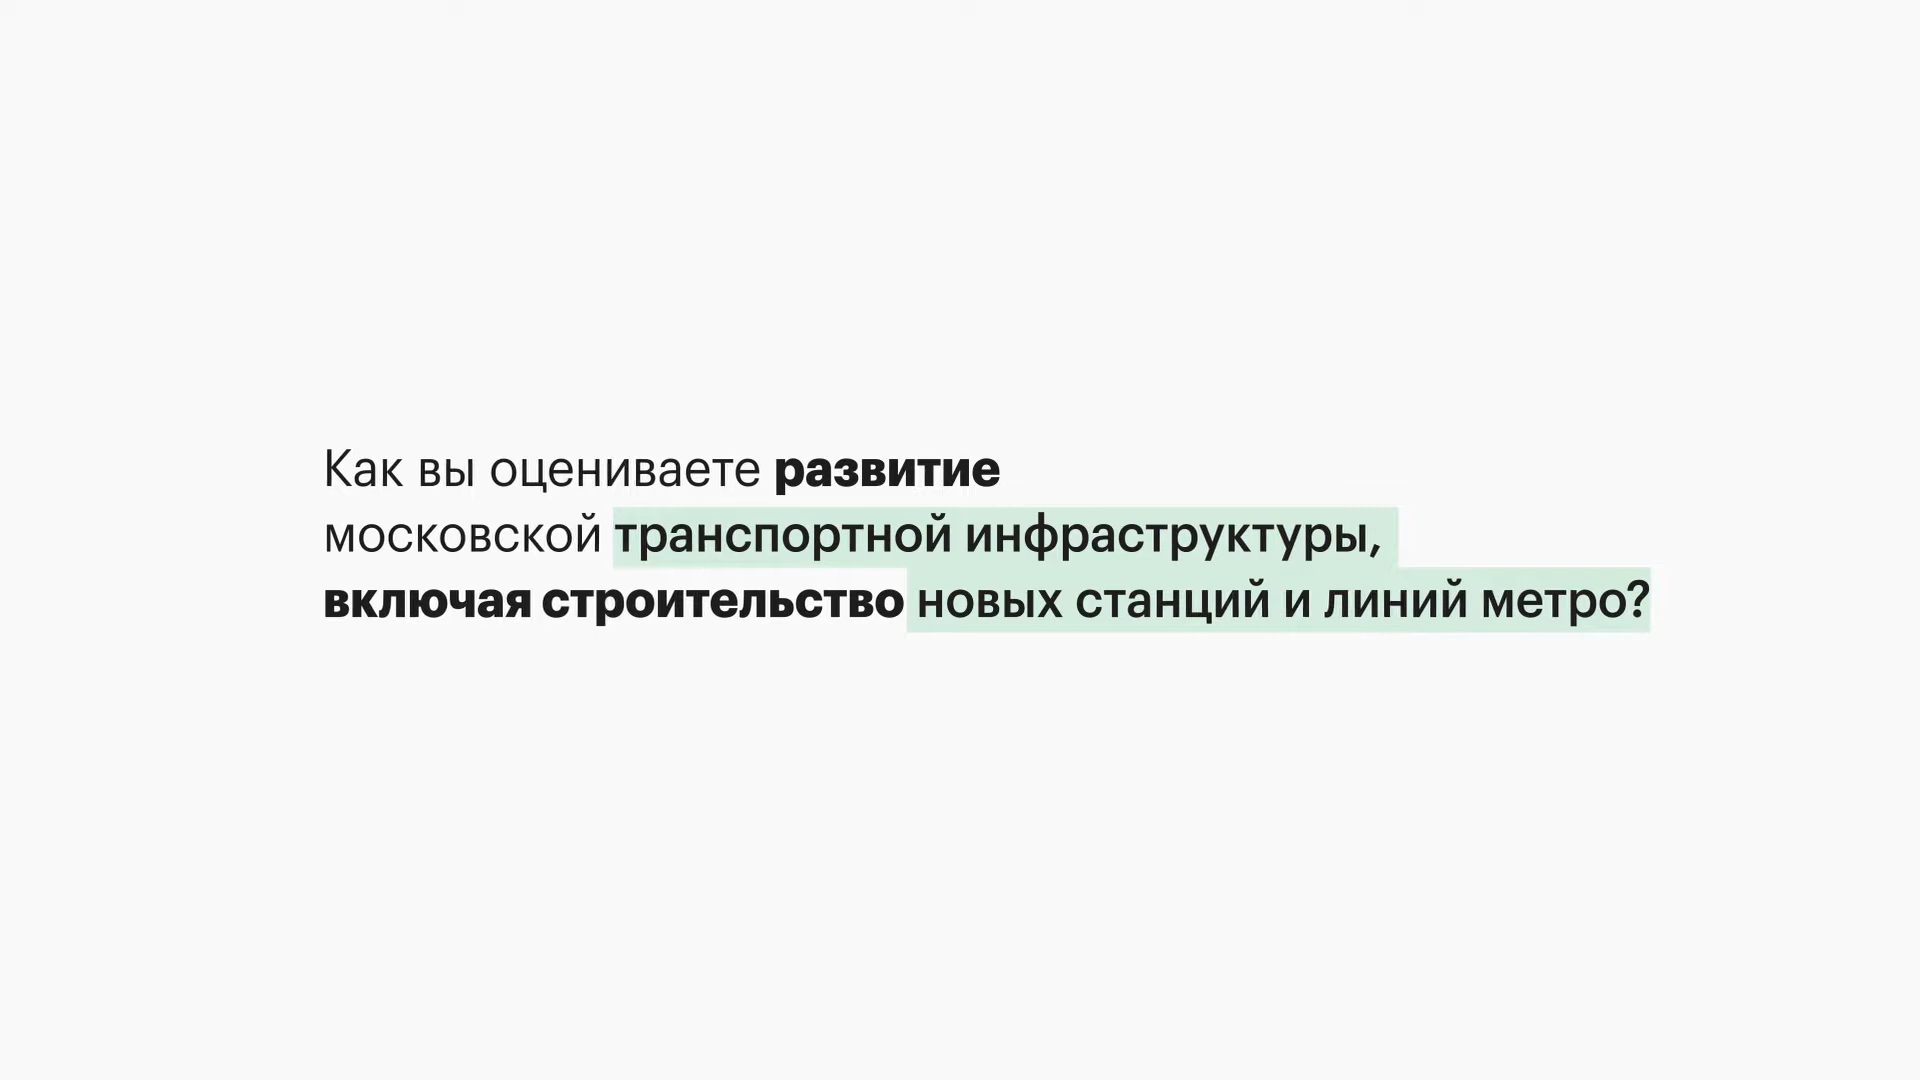 Как вы оцениваете развитие
московской транспортной инфраструктуры,
включая строительство новых станций и линий метро?